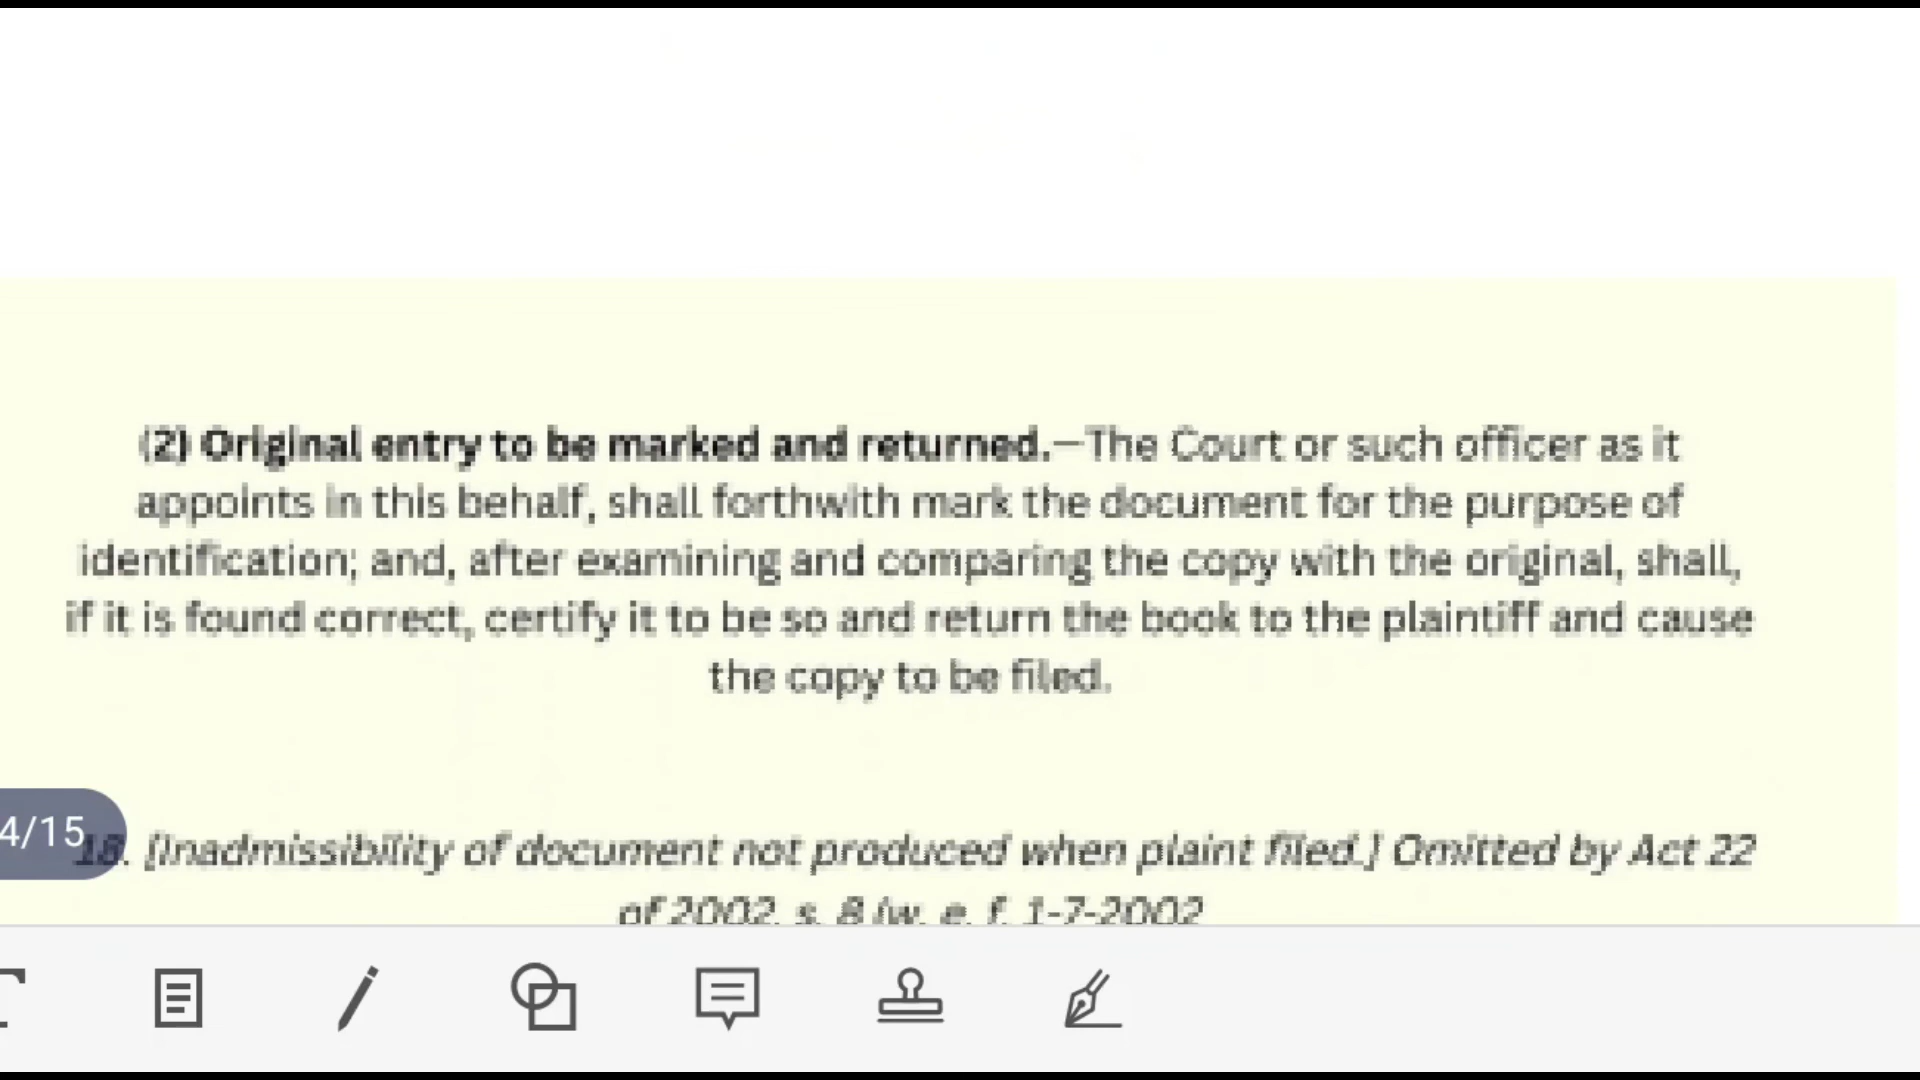 (2) Original entry to be marked and returned.—The Court or such officer as it
appoints in this behalf, shall forthwith mark the document for the purpose of
identification; and, after examining and comparing the copy with the original, shall,
if it is found correct, certify it to be so and return the book to the plaintiff and cause
the copy to be filed.
4/15
18. [Inadmissibility of document not produced when plaint filed.] Omitted by Act 22
of 2002, s. 8 (w. e. f. 1-7-2002